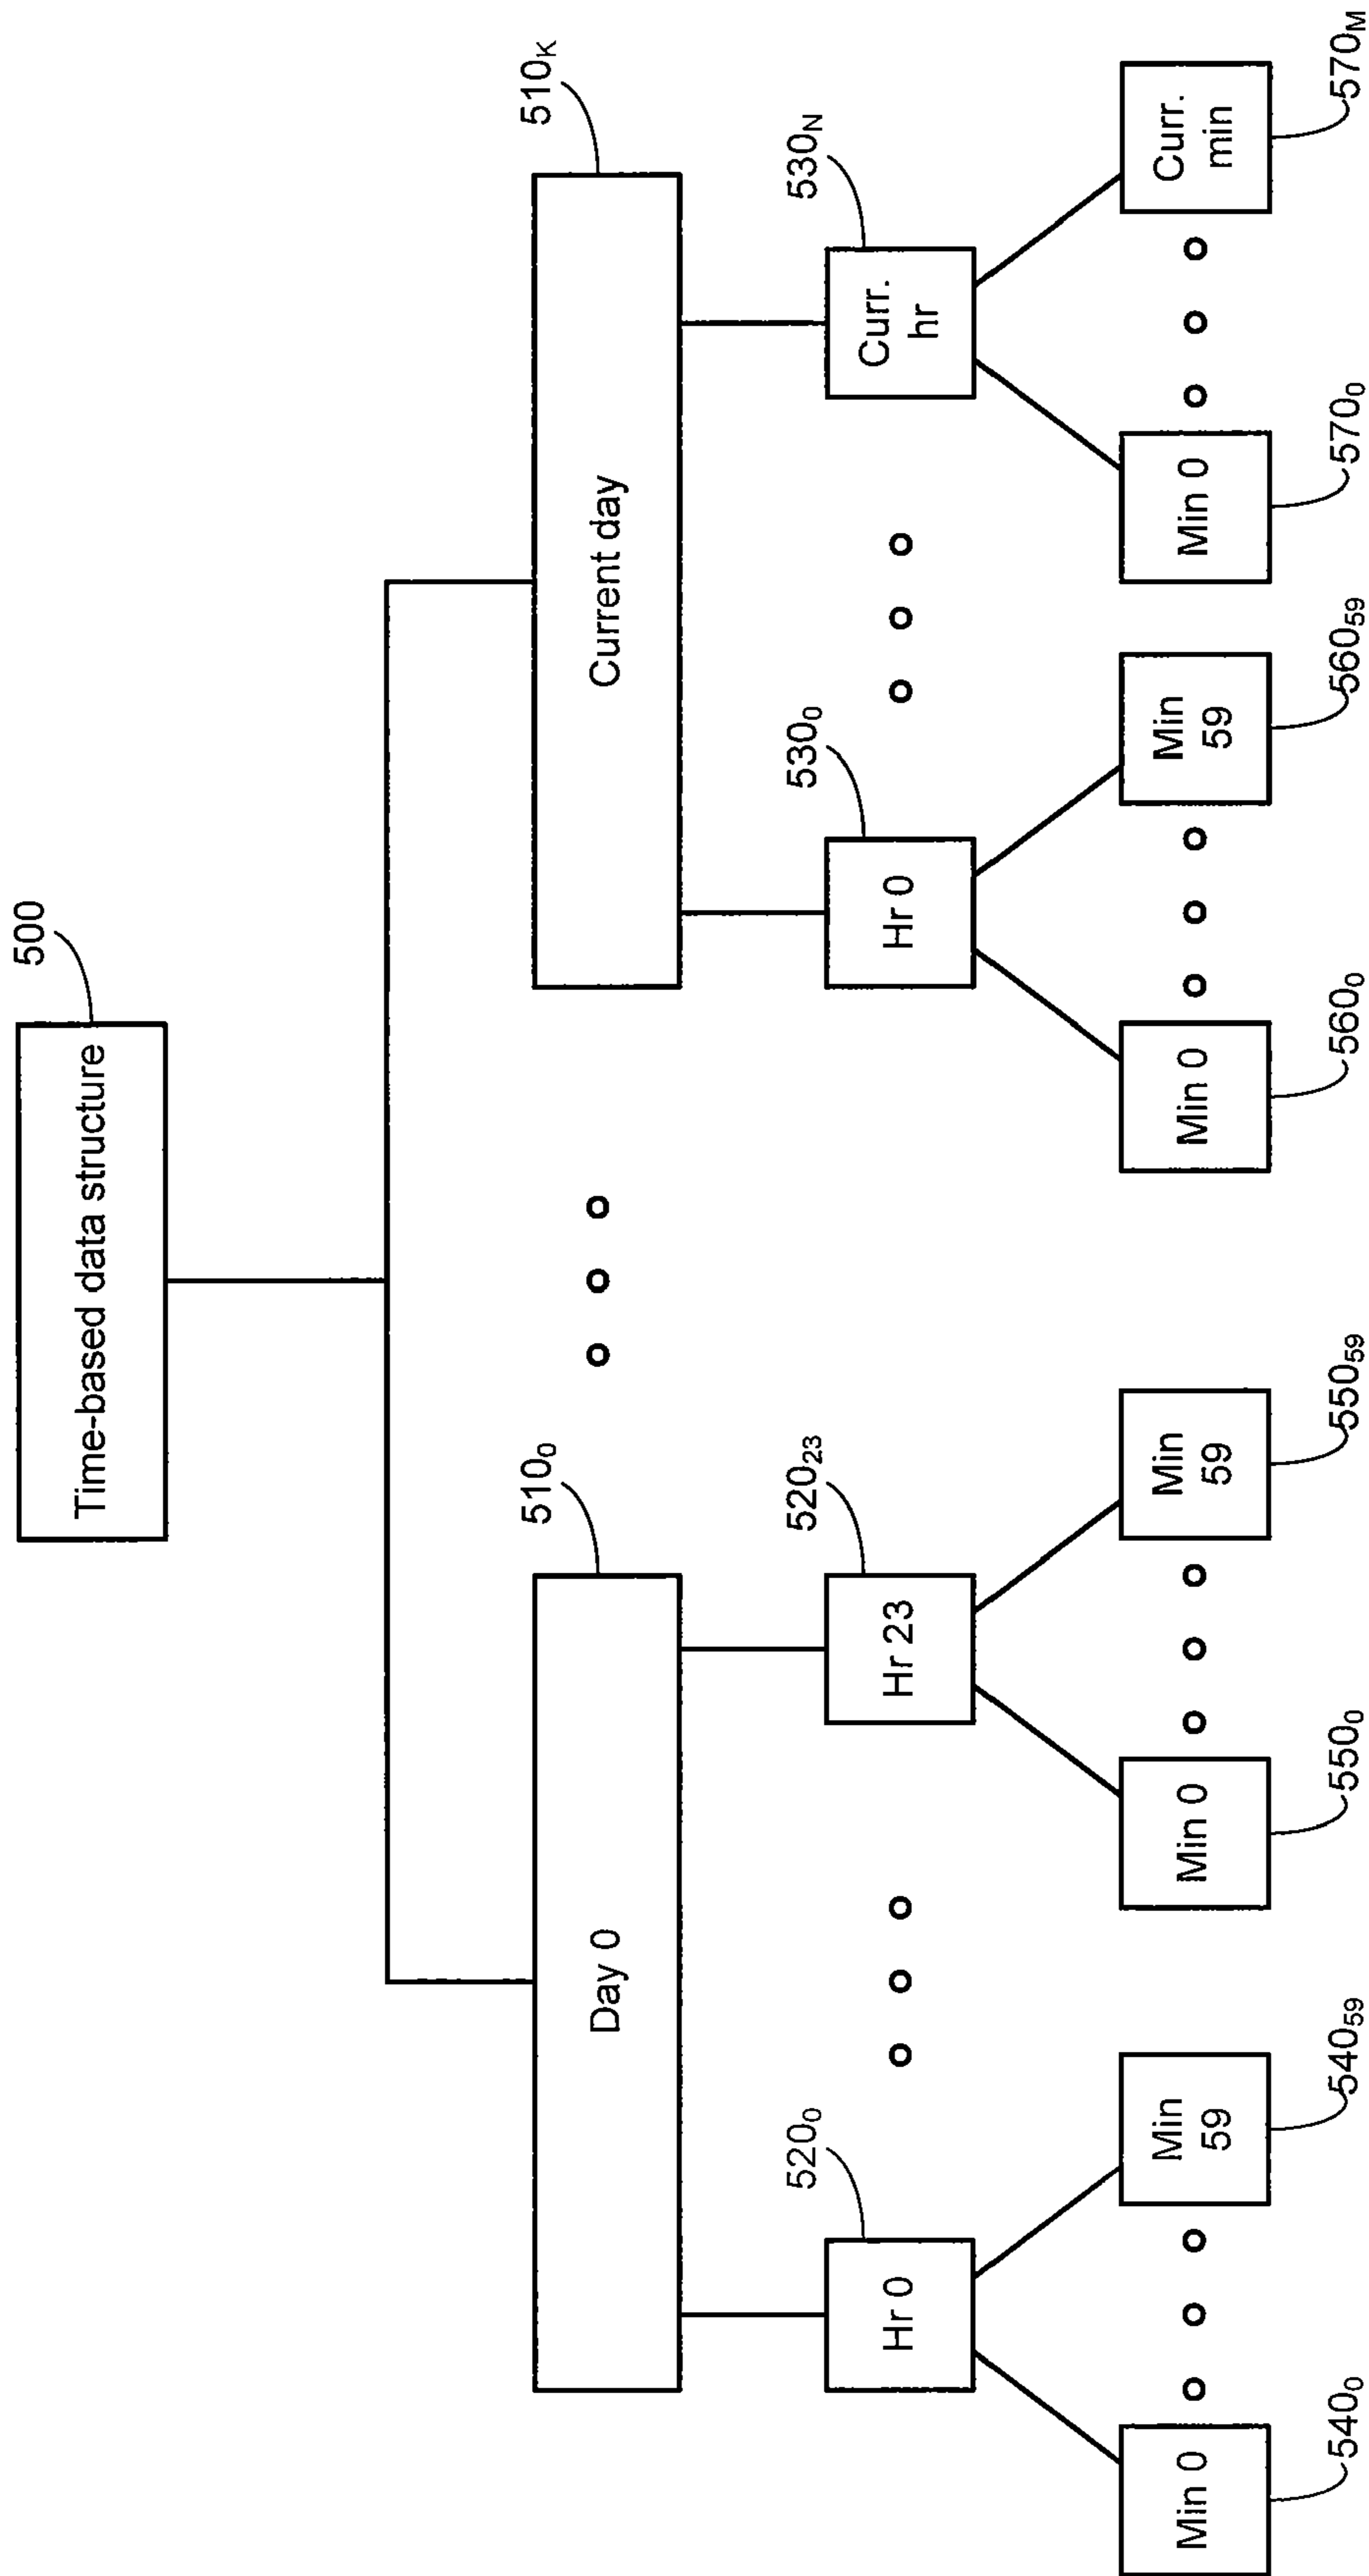 500
Time-based data structure
510₀
510K
Day 0
Current day
520₀
520₂₃
530₀
530N
Hr 0
Hr 23
Hr 0
Curr.
hr
Min 0
Min
59
Min 0
Min
59
Min 0
Min
59
Min 0
Curr.
min
540₀
540₅₉
550₀
550₅₉
560₀
560₅₉
570₀
570M